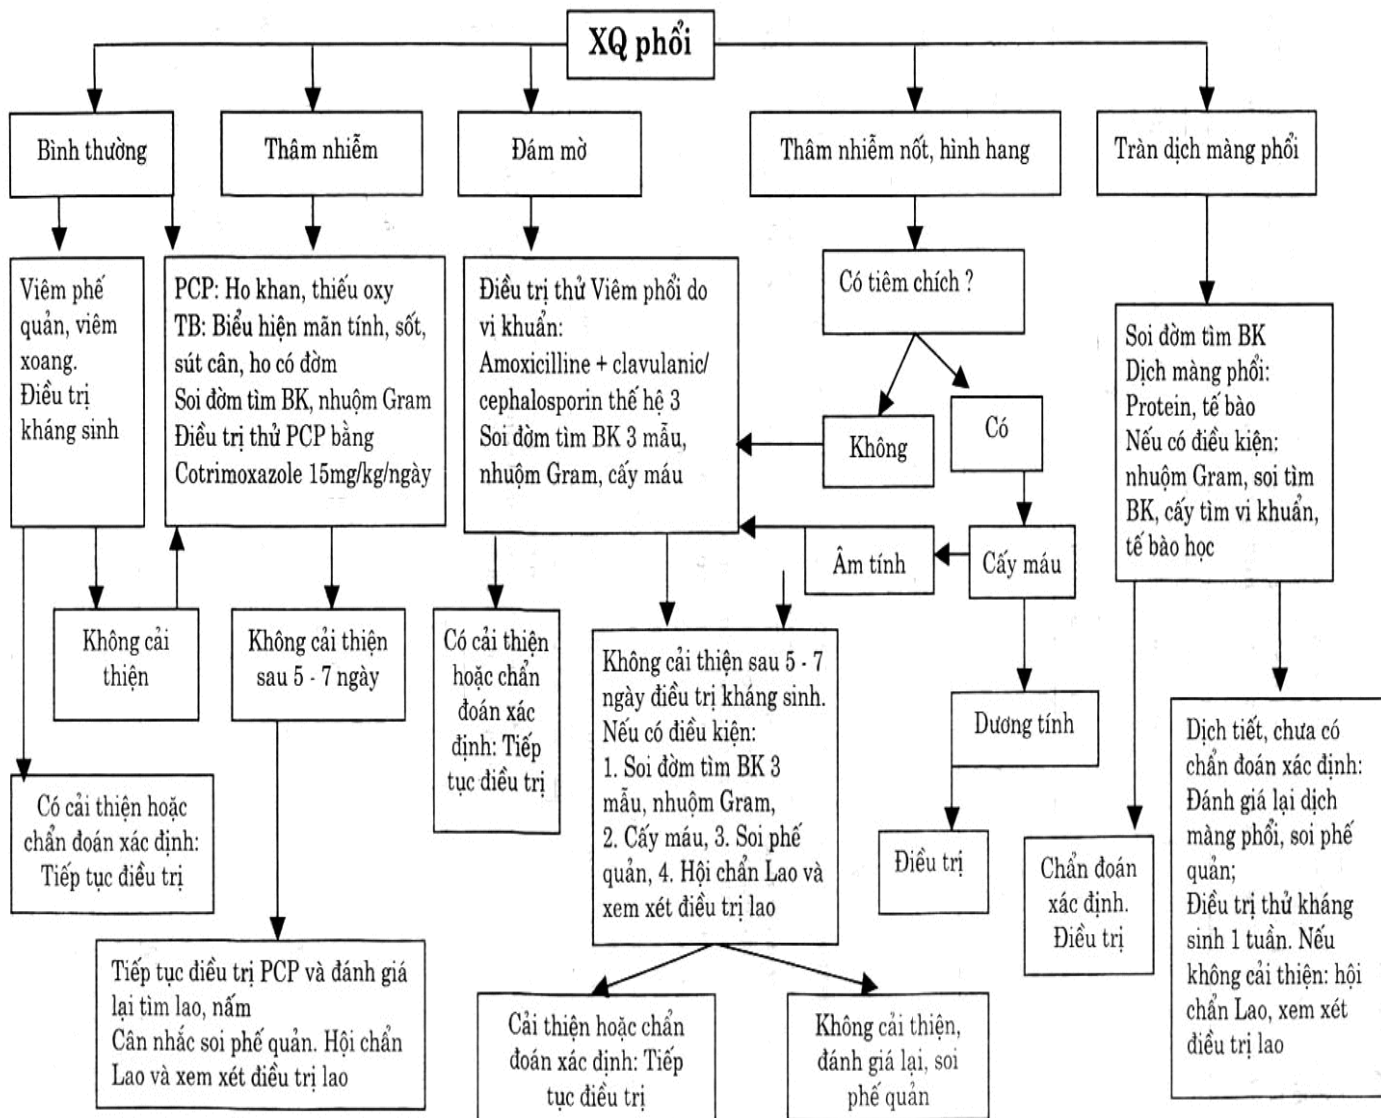 XQ phổi
Bình thường
Thâm nhiễm
Đám mờ
Thâm nhiễm nốt, hình hang
Tràn dịch màng phổi
Viêm phế
quản, viêm
xoang.
Điều trị
kháng sinh
PCP: Ho khan, thiếu oxy
TB: Biểu hiện mãn tính, sốt,
sút cân, ho có đờm
Soi đờm tìm BK, nhuộm Gram
Điều trị thử PCP bằng
Cotrimoxazole 15mg/kg/ngày
Điều trị thử Viêm phổi do
vi khuẩn:
Amoxicilline + clavulanic/
cephalosporin thế hệ 3
Soi đờm tìm BK 3 mẫu,
nhuộm Gram, cấy máu
Có tiêm chích ?
Không
Có
Soi đờm tìm BK
Dịch màng phổi:
Protein, tế bào
Nếu có điều kiện:
nhuộm Gram, soi tìm
BK, cấy tìm vi khuẩn,
tế bào học
Âm tính
Cấy máu
Không cải
thiện
Không cải thiện
sau 5 - 7 ngày
Có cải thiện
hoặc chẩn
đoán xác
định: Tiếp
tục điều trị
Không cải thiện sau 5 - 7
ngày điều trị kháng sinh.
Nếu có điều kiện:
1. Soi đờm tìm BK 3
mẫu, nhuộm Gram,
2. Cấy máu, 3. Soi phế
quản, 4. Hội chẩn Lao và
xem xét điều trị lao
Dương tính
Dịch tiết, chưa có
chẩn đoán xác định:
Đánh giá lại dịch
màng phổi, soi phế
quản;
Điều trị thử kháng
sinh 1 tuần. Nếu
không cải thiện: hội
chẩn Lao, xem xét
điều trị lao
Có cải thiện hoặc
chẩn đoán xác định:
Tiếp tục điều trị
Điều trị
Chẩn đoán
xác định.
Điều trị
Tiếp tục điều trị PCP và đánh giá
lại tìm lao, nấm
Cân nhắc soi phế quản. Hội chẩn
Lao và xem xét điều trị lao
Cải thiện hoặc chẩn
đoán xác định: Tiếp
tục điều trị
Không cải thiện,
đánh giá lại, soi
phế quản